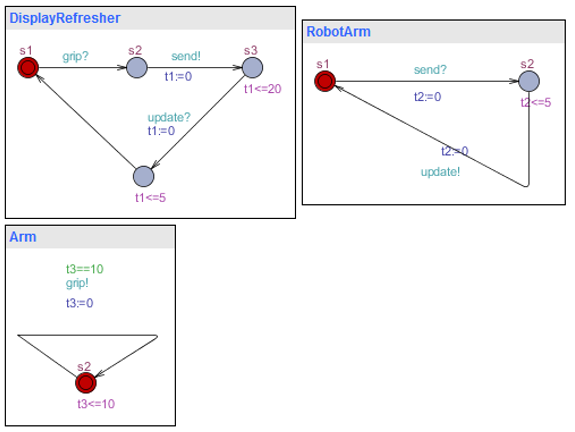 DisplayRefresher
s1
grip?
s2
send!
t1:=0
s3
t1<=20
update?
t1:=0
t1<=5
RobotArm
s1
send?
t2:=0
s2
t2<=5
t2:=0
update!
Arm
t3==10
grip!
t3:=0
s2
t3<=10